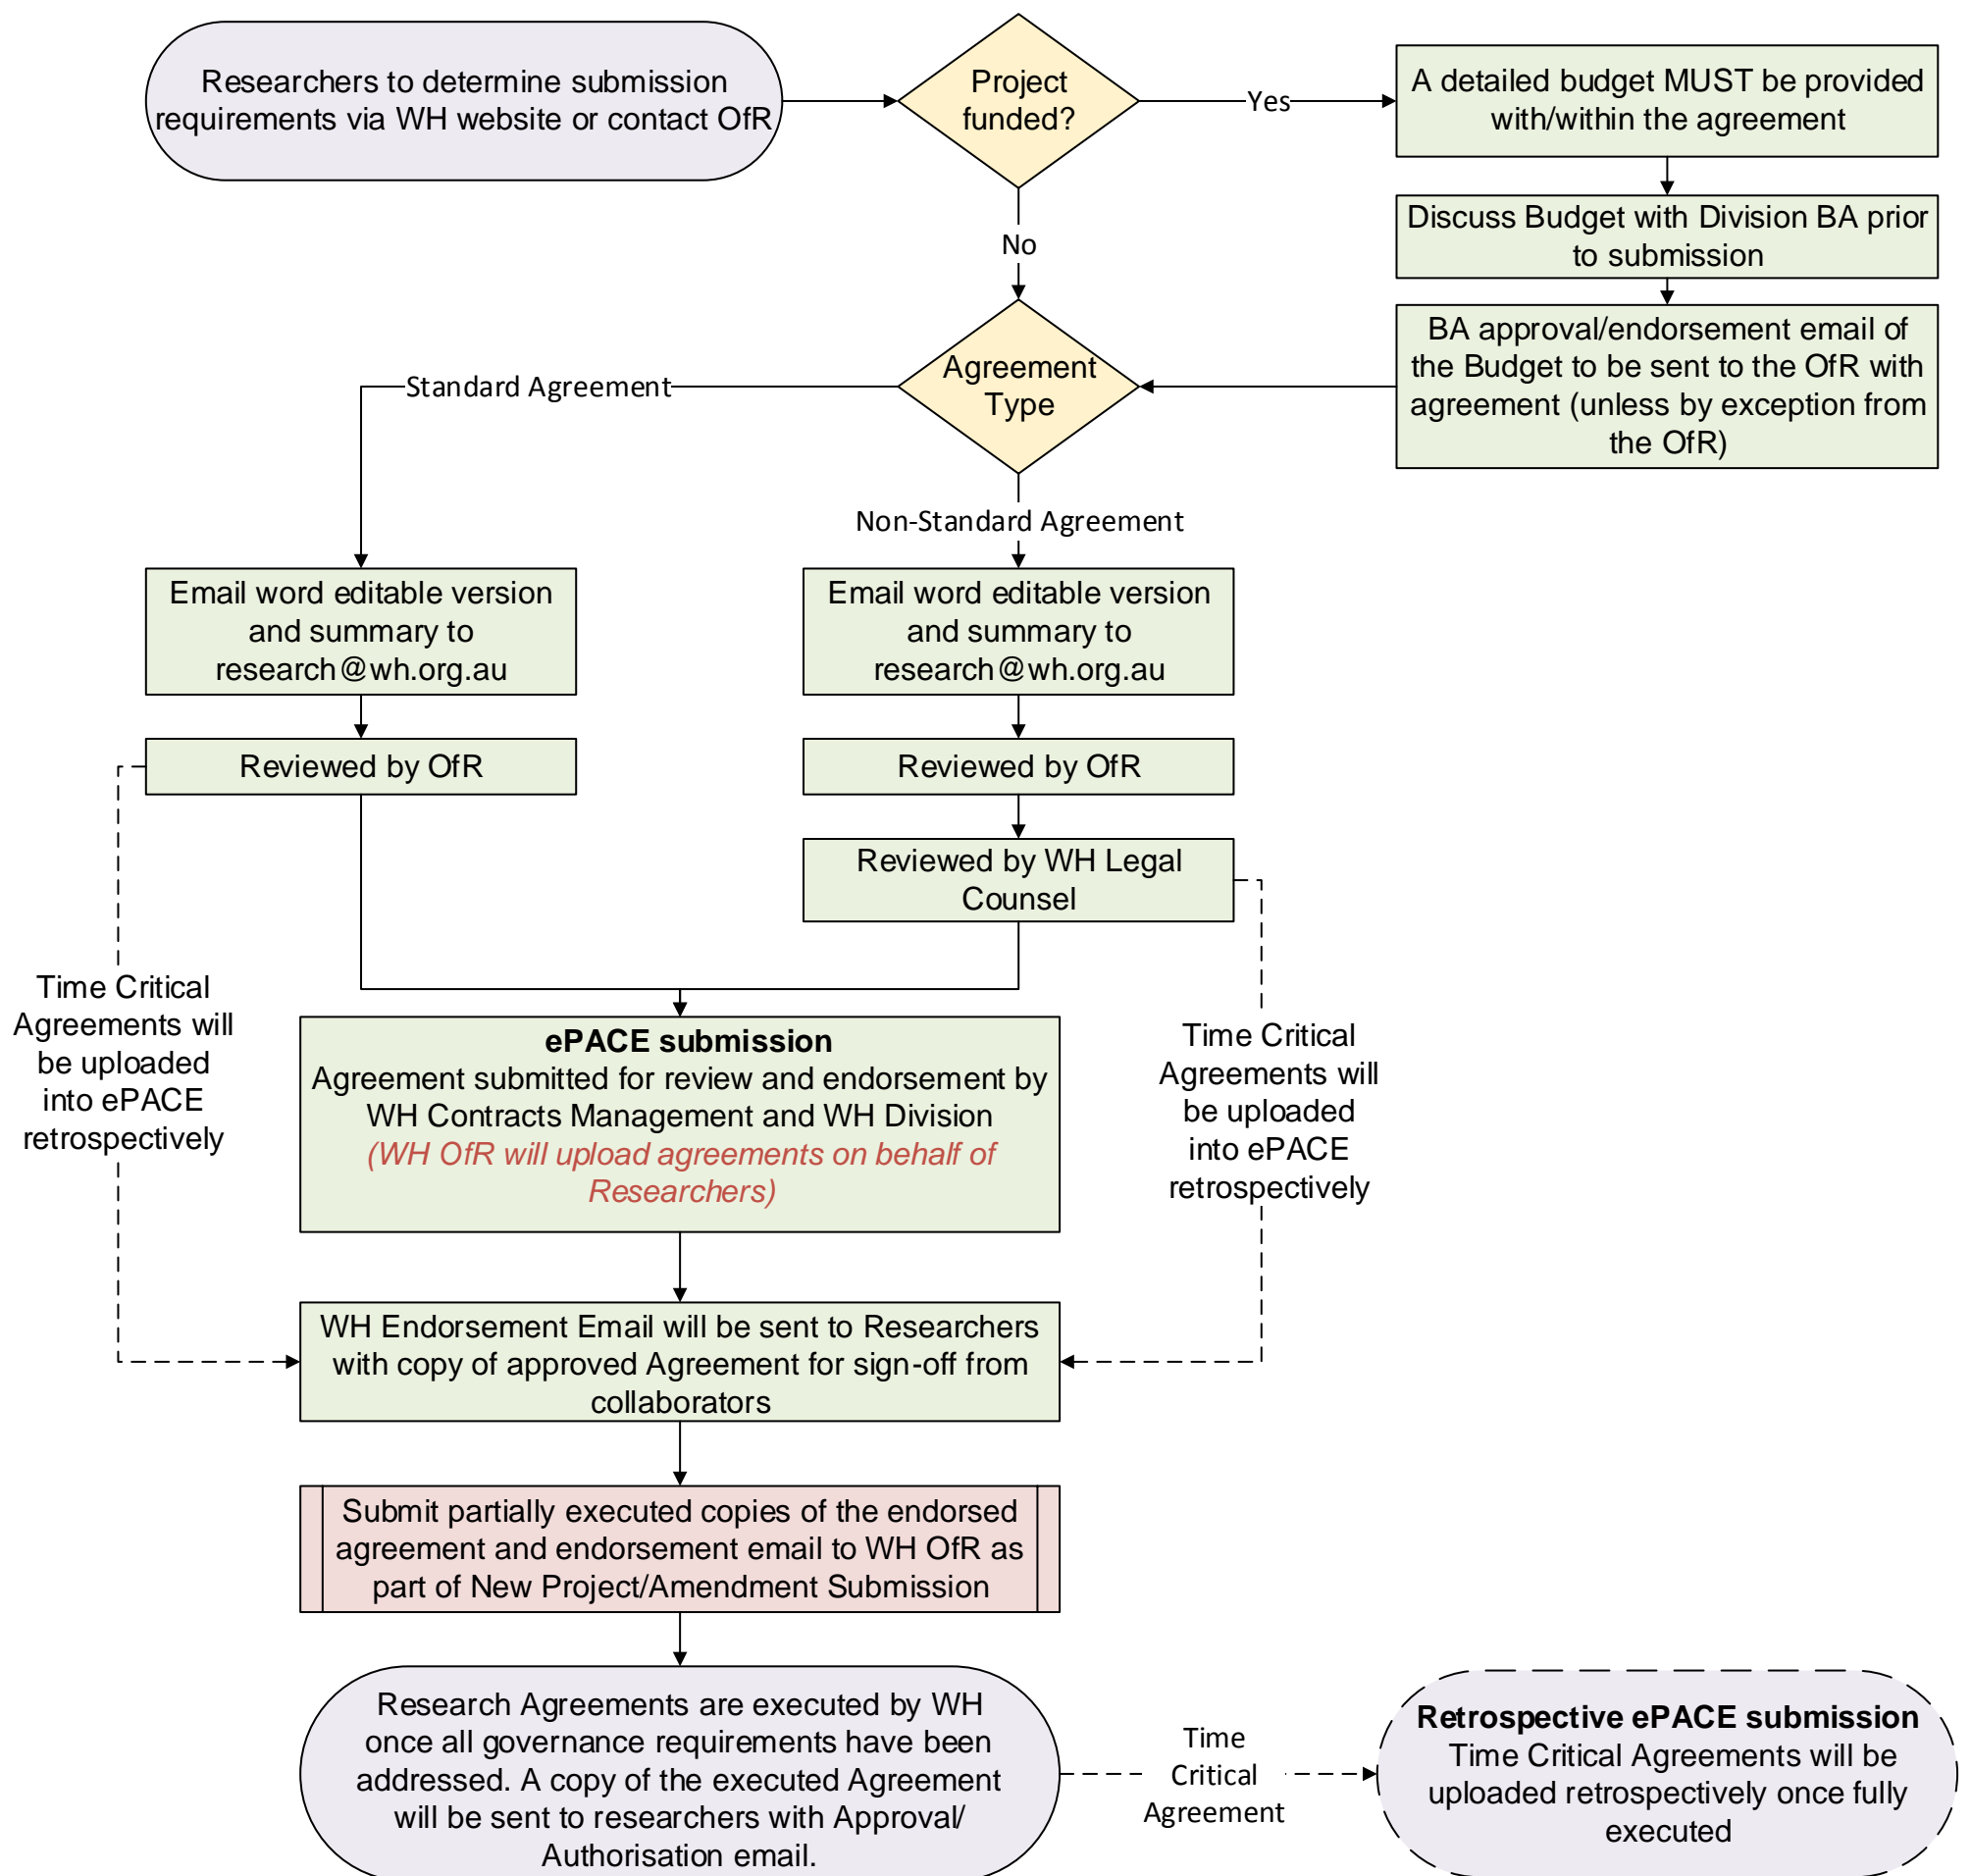 Researchers to determine submission
requirements via WH website or contact OfR
Project
funded?
Yes
A detailed budget MUST be provided
with/within the agreement
Discuss Budget with Division BA prior
to submission
No
BA approval/endorsement email of
the Budget to be sent to the OfR with
agreement (unless by exception from
the OfR)
Agreement
Type
Standard Agreement
Non-Standard Agreement
Email word editable version
and summary to
research@wh.org.au
Email word editable version
and summary to
research@wh.org.au
Reviewed by OfR
Reviewed by OfR
Reviewed by WH Legal
Counsel
Time Critical
Agreements will
be uploaded
into ePACE
retrospectively
Time Critical
Agreements will
be uploaded
into ePACE
retrospectively
ePACE submission
Agreement submitted for review and endorsement by
WH Contracts Management and WH Division
(WH OfR will upload agreements on behalf of
Researchers)
WH Endorsement Email will be sent to Researchers
with copy of approved Agreement for sign-off from
collaborators
Submit partially executed copies of the endorsed
agreement and endorsement email to WH OfR as
part of New Project/Amendment Submission
Research Agreements are executed by WH
once all governance requirements have been
addressed. A copy of the executed Agreement
will be sent to researchers with Approval/
Authorisation email.
Time
Critical
Agreement
Retrospective ePACE submission
Time Critical Agreements will be
uploaded retrospectively once fully
executed